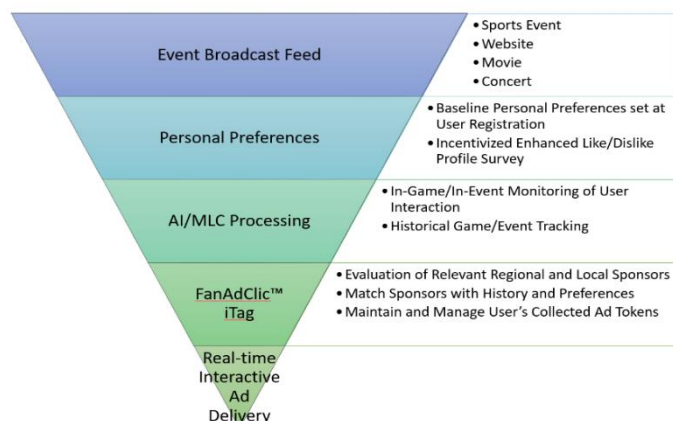 Event Broadcast Feed
• Sports Event
• Website
• Movie
• Concert
Personal Preferences
• Baseline Personal Preferences set at
User Registration
• Incentivized Enhanced Like/Dislike
Profile Survey
AI/MLC Processing
• In-Game/In-Event Monitoring of User
Interaction
• Historical Game/Event Tracking
FanAdClic™
iTag
• Evaluation of Relevant Regional and Local Sponsors
• Match Sponsors with History and Preferences
• Maintain and Manage User's Collected Ad Tokens
Real-time
Interactive
Ad
Delivery